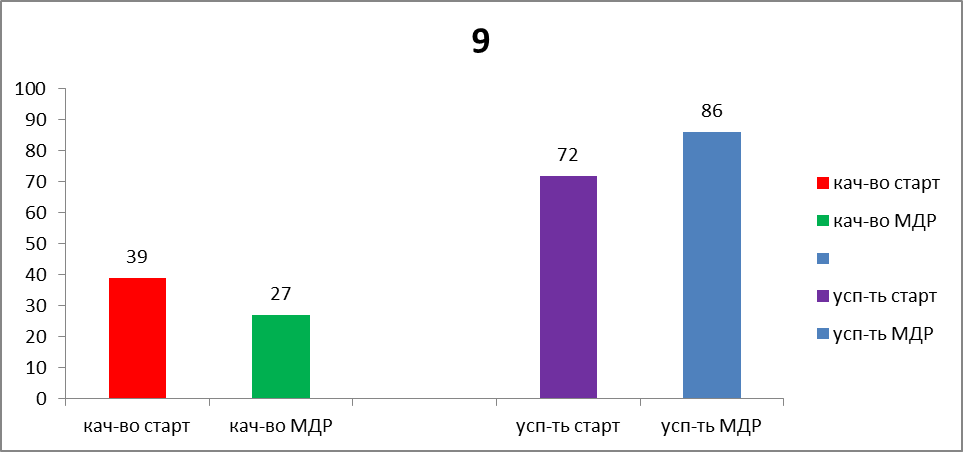 9
100
90
80
70
60
50
40
30
20
10
0
39
27
72
86
кач-во старт
кач-во МДР
усп-ть старт
усп-ть МДР
кач-во старт
кач-во МДР
усп-ть старт
усп-ть МДР